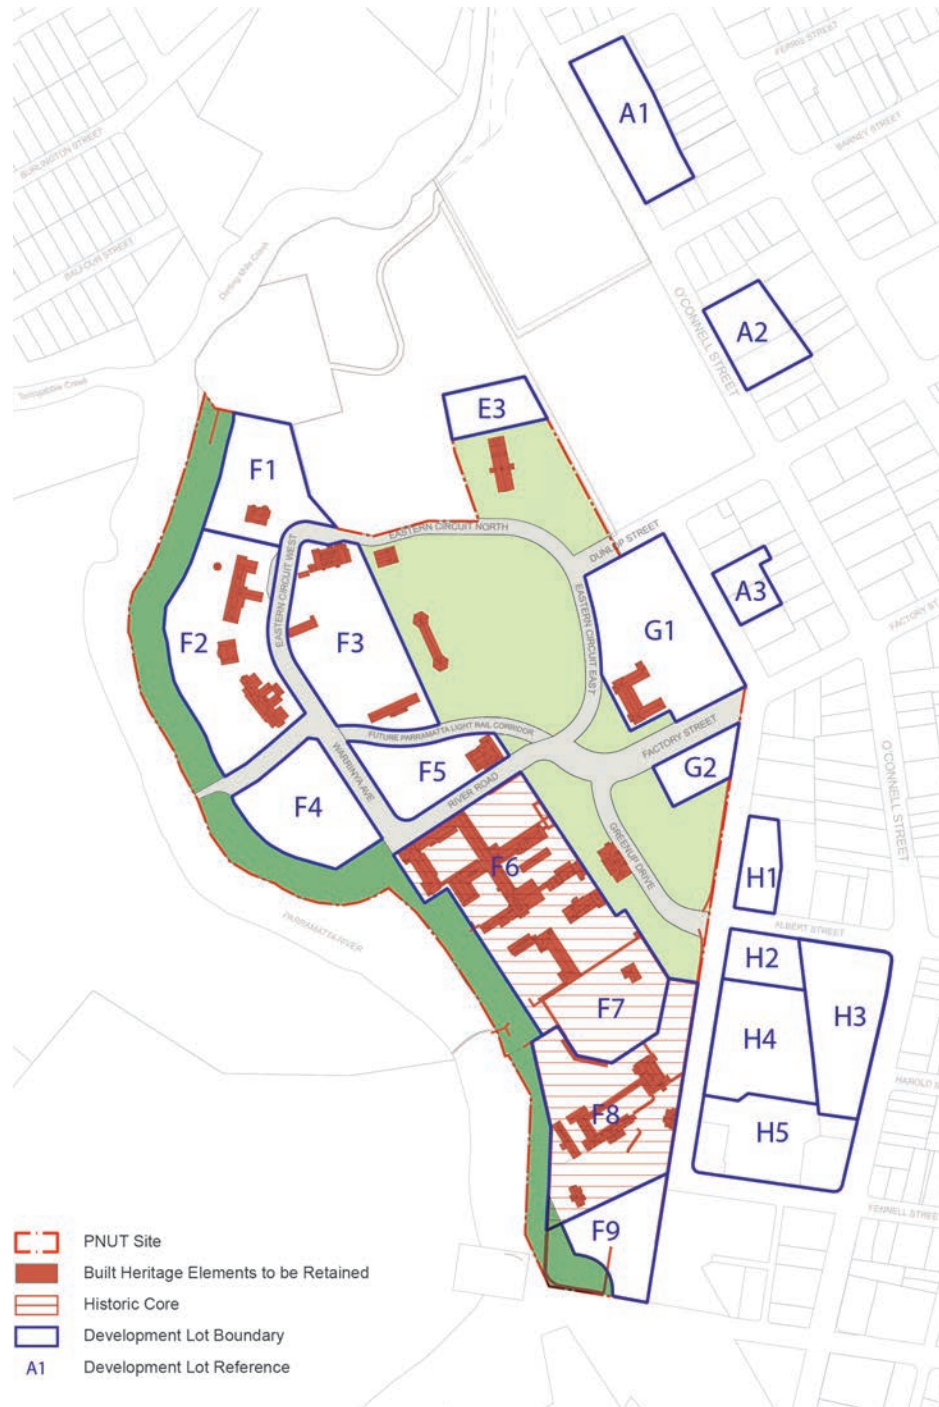 FERRIS STREET
A1
BARNEY STREET
BURLINGTON STREET
BALFOUR STREET
Darling Mills Creek
O'CONNELL STREET
A2
Toongabbie Creek
E3
F1
EASTERN CIRCUIT NORTH
DUNLOP STREET
EASTERN CIRCUIT WEST
A3
FACTORY ST
F2
F3
EASTERN CIRCUIT EAST
G1
FUTURE PARRAMATTA LIGHT RAIL CORRIDOR
FACTORY STREET
O'CONNELL STREET
WARRINYA AVE
F5
G2
RIVER ROAD
F4
GREENUP DRIVE
F6
H1
PARRAMATTA RIVER
ALBERT STREET
H2
F7
H3
H4
HAROLD S
F8
H5
FENNELL STREET
F9
PNUT Site
Built Heritage Elements to be Retained
Historic Core
Development Lot Boundary
A1 Development Lot Reference